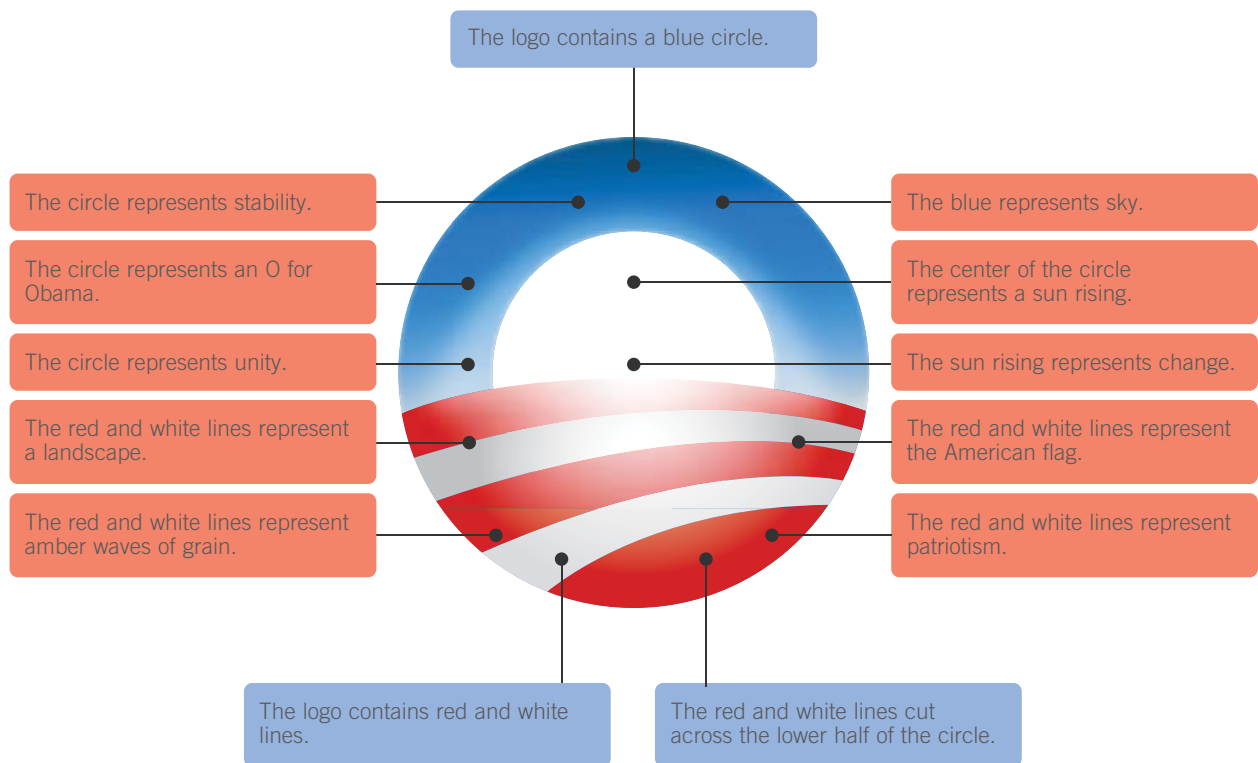 The logo contains a blue circle.
The circle represents stability.
The blue represents sky.
The circle represents an O for
Obama.
The center of the circle
represents a sun rising.
The circle represents unity.
The sun rising represents change.
The red and white lines represent
a landscape.
The red and white lines represent
the American flag.
The red and white lines represent
amber waves of grain.
The red and white lines represent
patriotism.
The logo contains red and white
lines.
The red and white lines cut
across the lower half of the circle.